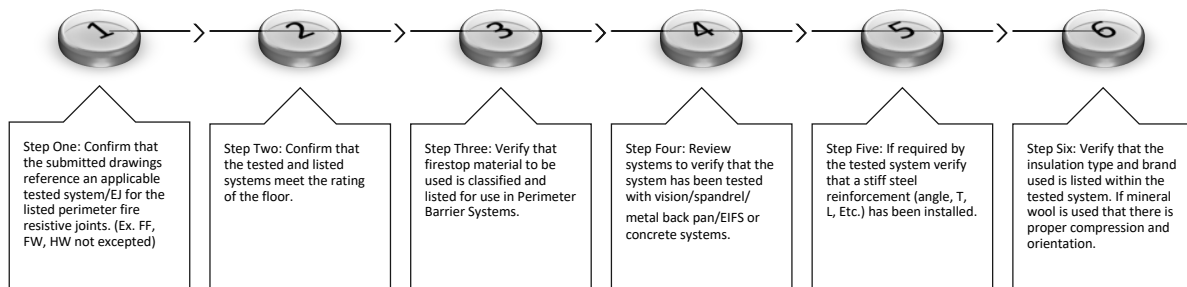 1
2
3
4
5
6
Step One: Confirm that
the submitted drawings
reference an applicable
tested system/EJ for the
listed perimeter fire
resistive joints. (Ex. FF,
FW, HW not excepted)
Step Two: Confirm that
the tested and listed
systems meet the rating
of the floor.
Step Three: Verify that
firestop material to be
used is classified and
listed for use in Perimeter
Barrier Systems.
Step Four: Review
systems to verify that the
system has been tested
with vision/spandrel/
metal back pan/EIFS or
concrete systems.
Step Five: If required by
the tested system verify
that a stiff steel
reinforcement (angle, T,
L, Etc.) has been installed.
Step Six: Verify that the
insulation type and brand
used is listed within the
tested system. If mineral
wool is used that there is
proper compression and
orientation.